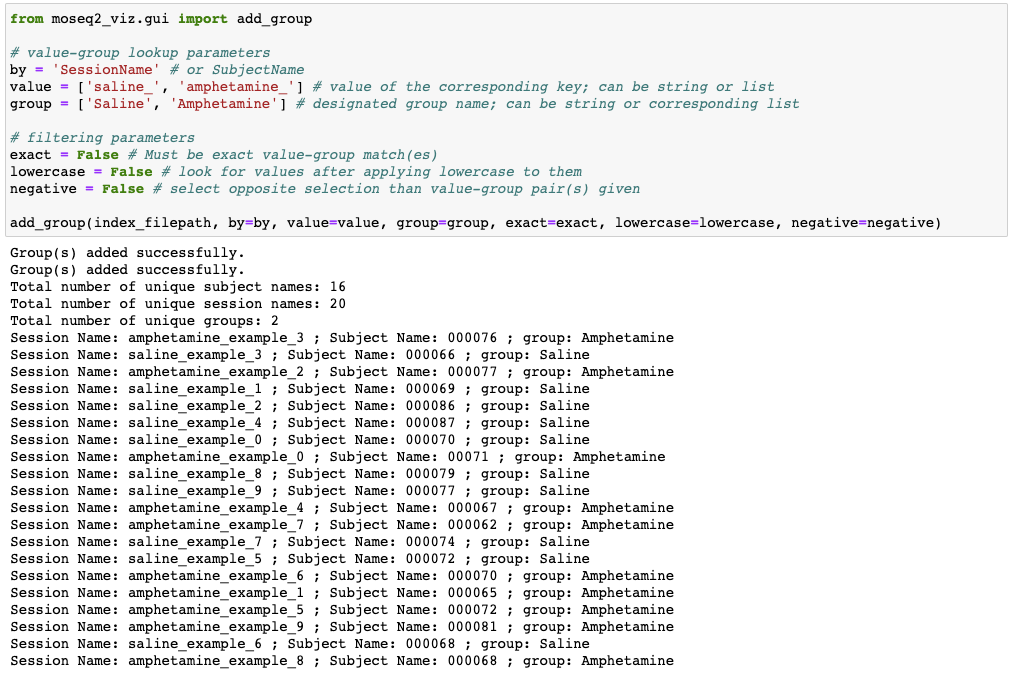 from moseq2_viz.gui import add_group
# value-group lookup parameters
by = 'SessionName' # or SubjectName
value = ['saline_', 'amphetamine_'] # value of the corresponding key; can be string or list
group = ['Saline', 'Amphetamine'] # designated group name; can be string or corresponding list
# filtering parameters
exact = False # Must be exact value-group match(es)
lowercase = False # look for values after applying lowercase to them
negative = False # select opposite selection than value-group pair(s) given
add_group(index_filepath, by=by, value=value, group=group, exact=exact, lowercase=lowercase, negative=negative)
Group(s) added successfully.
Group(s) added successfully.
Total number of unique subject names: 16
Total number of unique session names: 20
Total number of unique groups: 2
Session Name: amphetamine_example_3 ; Subject Name: 000076 ; group: Amphetamine
Session Name: saline_example_3 ; Subject Name: 000066 ; group: Saline
Session Name: amphetamine_example_2 ; Subject Name: 000077 ; group: Amphetamine
Session Name: saline_example_1 ; Subject Name: 000069 ; group: Saline
Session Name: saline_example_2 ; Subject Name: 000086 ; group: Saline
Session Name: saline_example_4 ; Subject Name: 000087 ; group: Saline
Session Name: saline_example_0 ; Subject Name: 000070 ; group: Saline
Session Name: amphetamine_example_0 ; Subject Name: 00071 ; group: Amphetamine
Session Name: saline_example_8 ; Subject Name: 000079 ; group: Saline
Session Name: saline_example_9 ; Subject Name: 000077 ; group: Saline
Session Name: amphetamine_example_4 ; Subject Name: 000067 ; group: Amphetamine
Session Name: amphetamine_example_7 ; Subject Name: 000062 ; group: Amphetamine
Session Name: saline_example_7 ; Subject Name: 000074 ; group: Saline
Session Name: saline_example_5 ; Subject Name: 000072 ; group: Saline
Session Name: amphetamine_example_6 ; Subject Name: 000070 ; group: Amphetamine
Session Name: amphetamine_example_1 ; Subject Name: 000065 ; group: Amphetamine
Session Name: amphetamine_example_5 ; Subject Name: 000072 ; group: Amphetamine
Session Name: amphetamine_example_9 ; Subject Name: 000081 ; group: Amphetamine
Session Name: saline_example_6 ; Subject Name: 000068 ; group: Saline
Session Name: amphetamine_example_8 ; Subject Name: 000068 ; group: Amphetamine